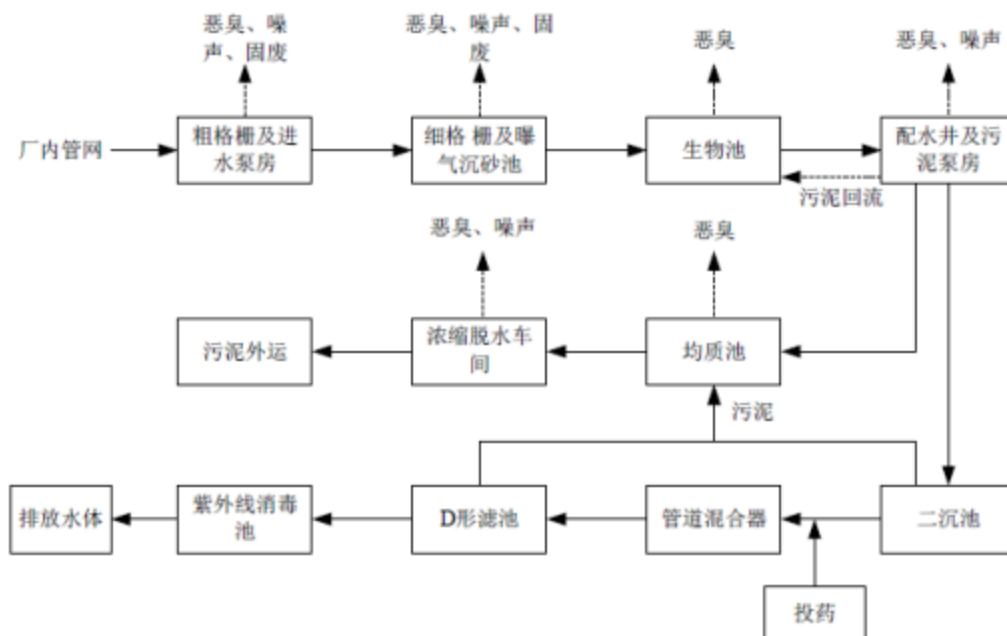 恶臭、噪
声、固废
恶臭、噪声、固
废
恶臭
恶臭、噪声
厂内管网
粗格栅及进
水泵房
细格 栅及曝
气沉砂池
生物池
配水井及污
泥泵房
污泥回流
恶臭、噪声
恶臭
污泥外运
浓缩脱水车
间
均质池
污泥
排放水体
紫外线消毒
池
D形滤池
管道混合器
二沉池
投药